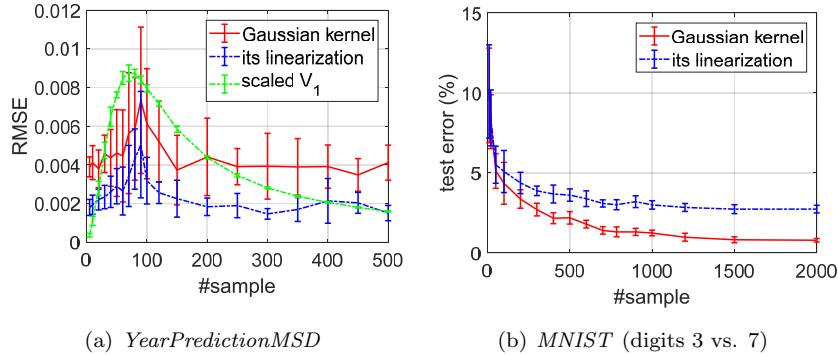 0.012
0.01
0.008
0.006
0.004
0.002
0
RMSE
Gaussian kernel
its linearization
scaled V1
0 100 200 300 400 500
#sample
(a) YearPredictionMSD
15
10
5
0
test error (%)
Gaussian kernel
its linearization
0 500 1000 1500 2000
#sample
(b) MNIST (digits 3 vs. 7)